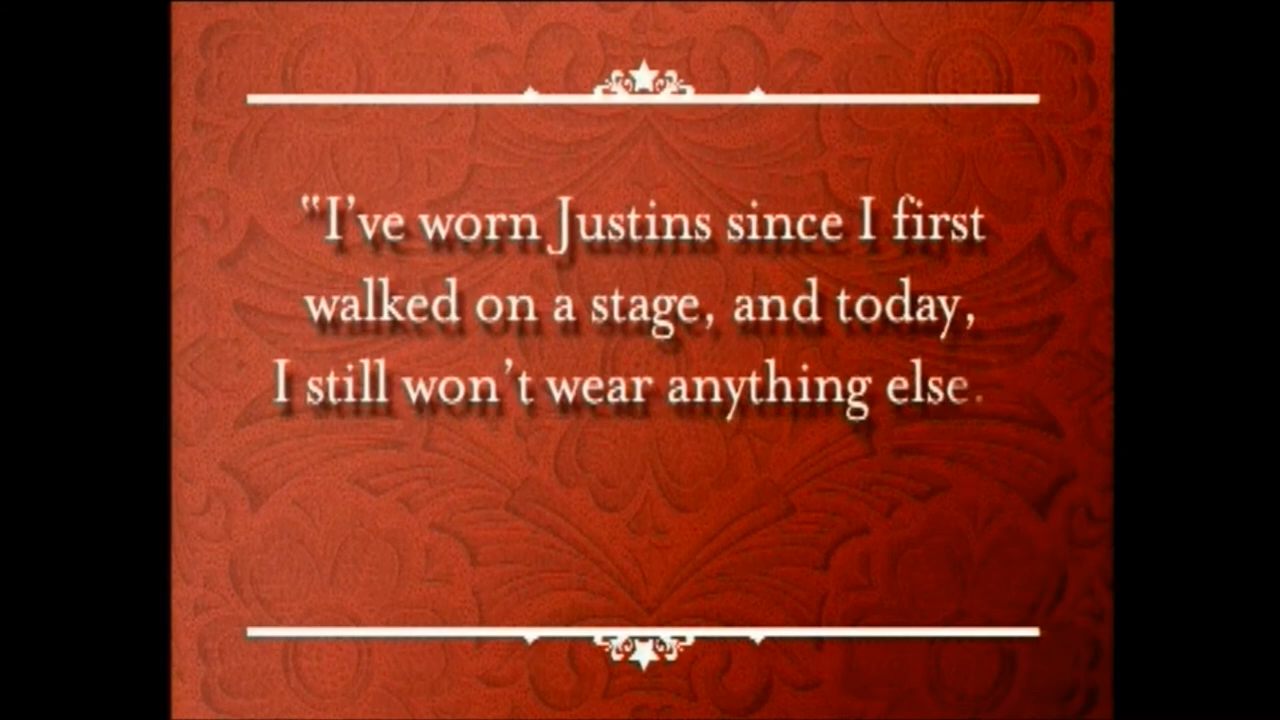 “I’ve worn Justins since I first
walked on a stage, and today,
I still won’t wear anything else.